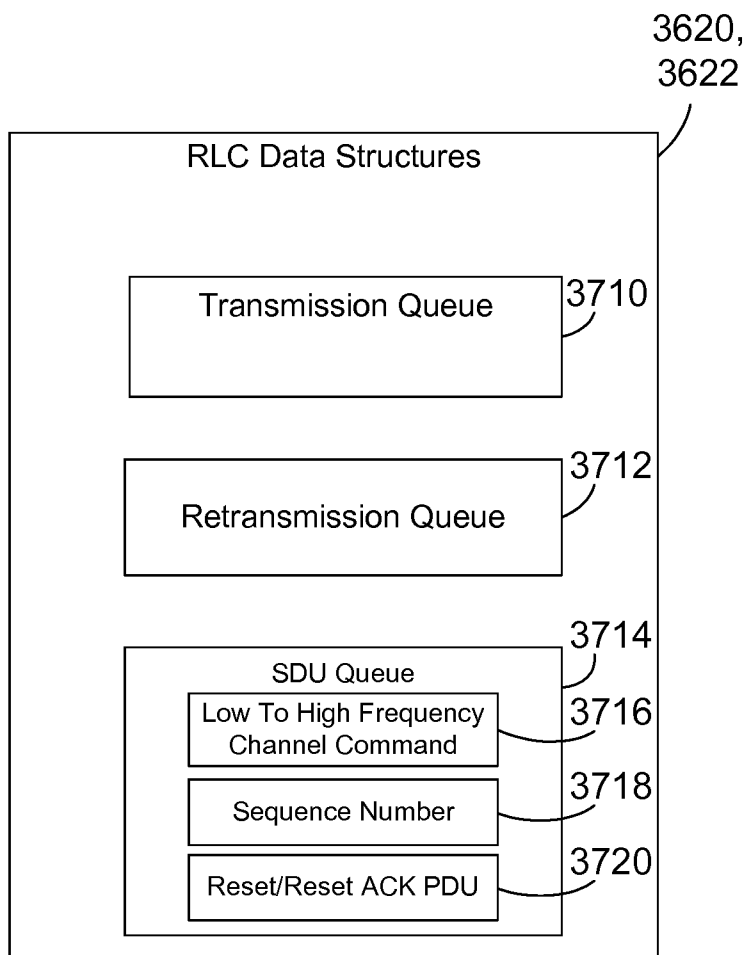 3620,
3622
RLC Data Structures
Transmission Queue
3710
Retransmission Queue
3712
SDU Queue
3714
Low To High Frequency
Channel Command
3716
Sequence Number
3718
Reset/Reset ACK PDU
3720